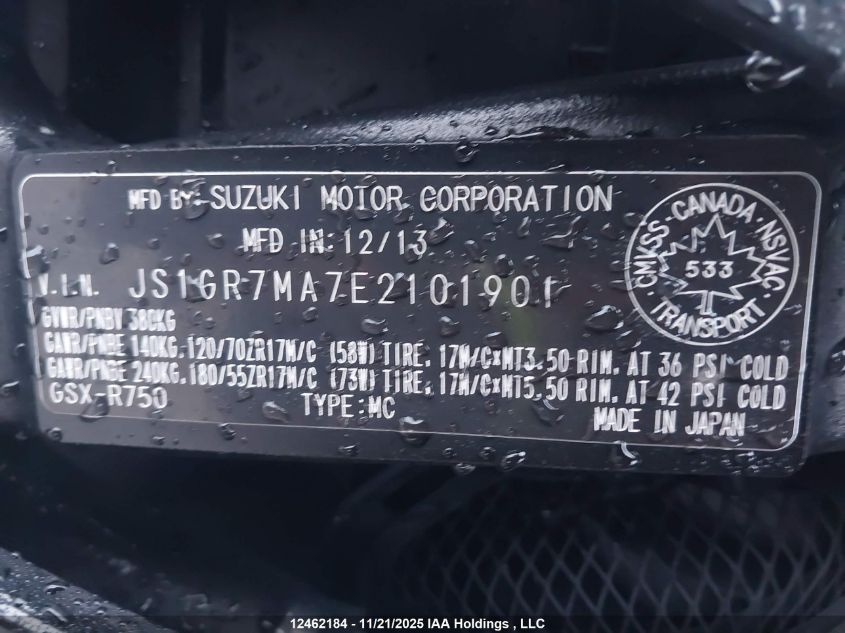 MFD BY: SUZUKI MOTOR CORPORATION
MFD IN: 12/13
V.I.N. JS1GR7MA7E2101901
GVWR/PNBV 380KG
GAWR/PNBE 140KG.120/70ZR17M/C (58W) TIRE. 17M/C×MT3.50 RIM. AT 36 PSI COLD
GAWR/PNBE 240KG.180/55ZR17M/C (73W) TIRE. 17M/C×MT5.50 RIM. AT 42 PSI COLD
GSX-R750 TYPE:MC MADE IN JAPAN
CMVSS · CANADA · NSVAC
533
TRANSPORT
12462184 - 11/21/2025 IAA Holdings , LLC